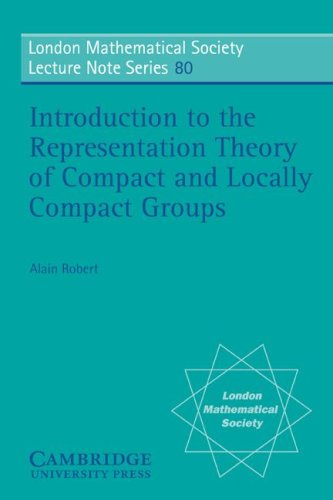 London Mathematical Society
Lecture Note Series 80
Introduction to the
Representation Theory
of Compact and Locally
Compact Groups
Alain Robert
London
Mathematical
Society
CAMBRIDGE
UNIVERSITY PRESS